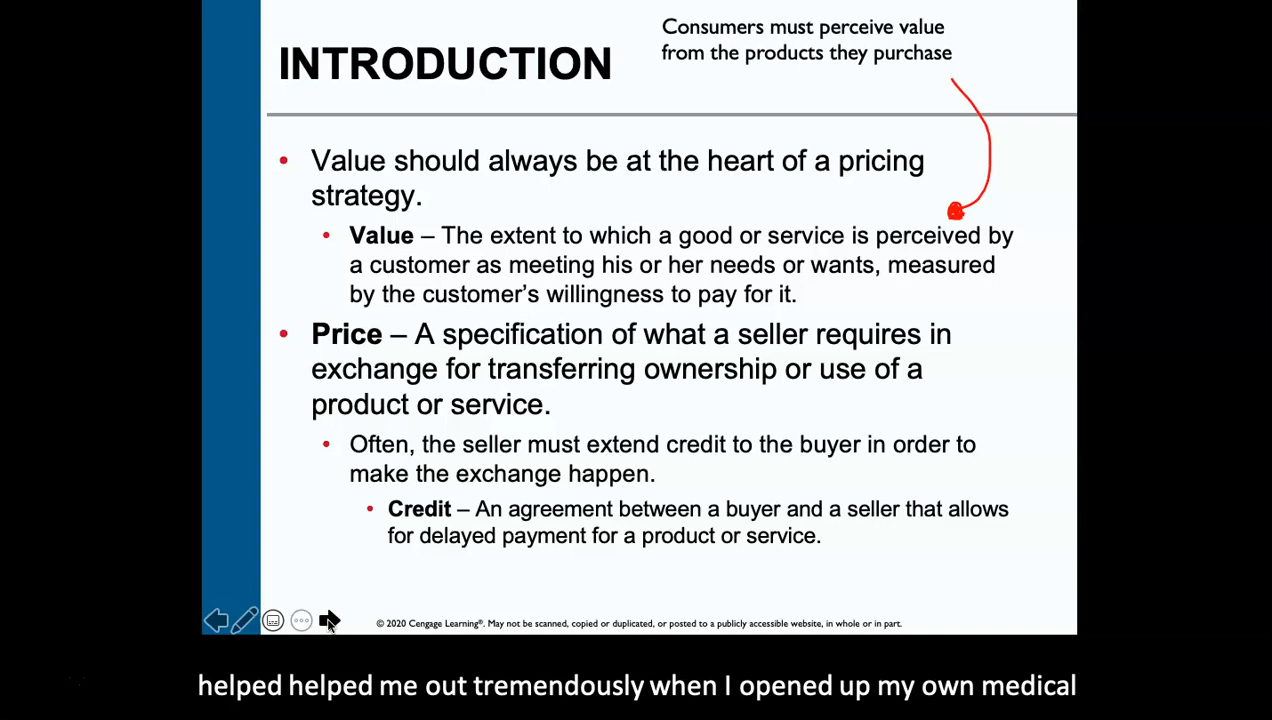 Consumers must perceive value
from the products they purchase
INTRODUCTION
• Value should always be at the heart of a pricing
strategy.
• Value – The extent to which a good or service is perceived by
a customer as meeting his or her needs or wants, measured
by the customer’s willingness to pay for it.
• Price – A specification of what a seller requires in
exchange for transferring ownership or use of a
product or service.
• Often, the seller must extend credit to the buyer in order to
make the exchange happen.
• Credit – An agreement between a buyer and a seller that allows
for delayed payment for a product or service.
© 2020 Cengage Learning®. May not be scanned, copied or duplicated, or posted to a publicly accessible website, in whole or in part.
helped helped me out tremendously when I opened up my own medical